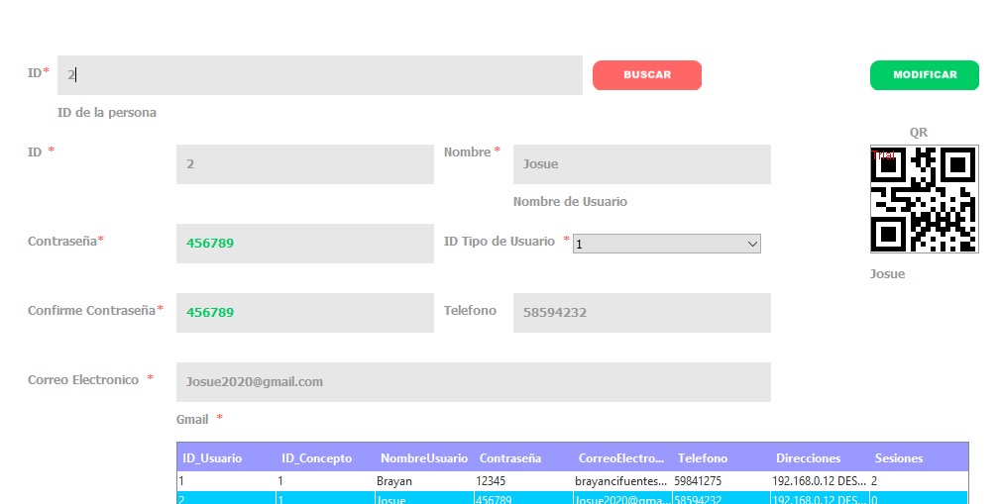 ID* 2 BUSCAR MODIFICAR
ID de la persona
QR
ID * 2 Nombre * Josue
Trial
Nombre de Usuario
Contraseña* 456789 ID Tipo de Usuario * 1
Josue
Confirme Contraseña* 456789 Telefono 58594232
Correo Electronico * Josue2020@gmail.com
Gmail *
ID_Usuario ID_Concepto NombreUsuario Contraseña CorreoElectro... Telefono Direcciones Sesiones
1 1 Brayan 12345 brayancifuentes... 59841275 192.168.0.12 DES... 2
2 1 Josue 456789 Josue2020@gma... 58594232 192.168.0.12 DES... 0